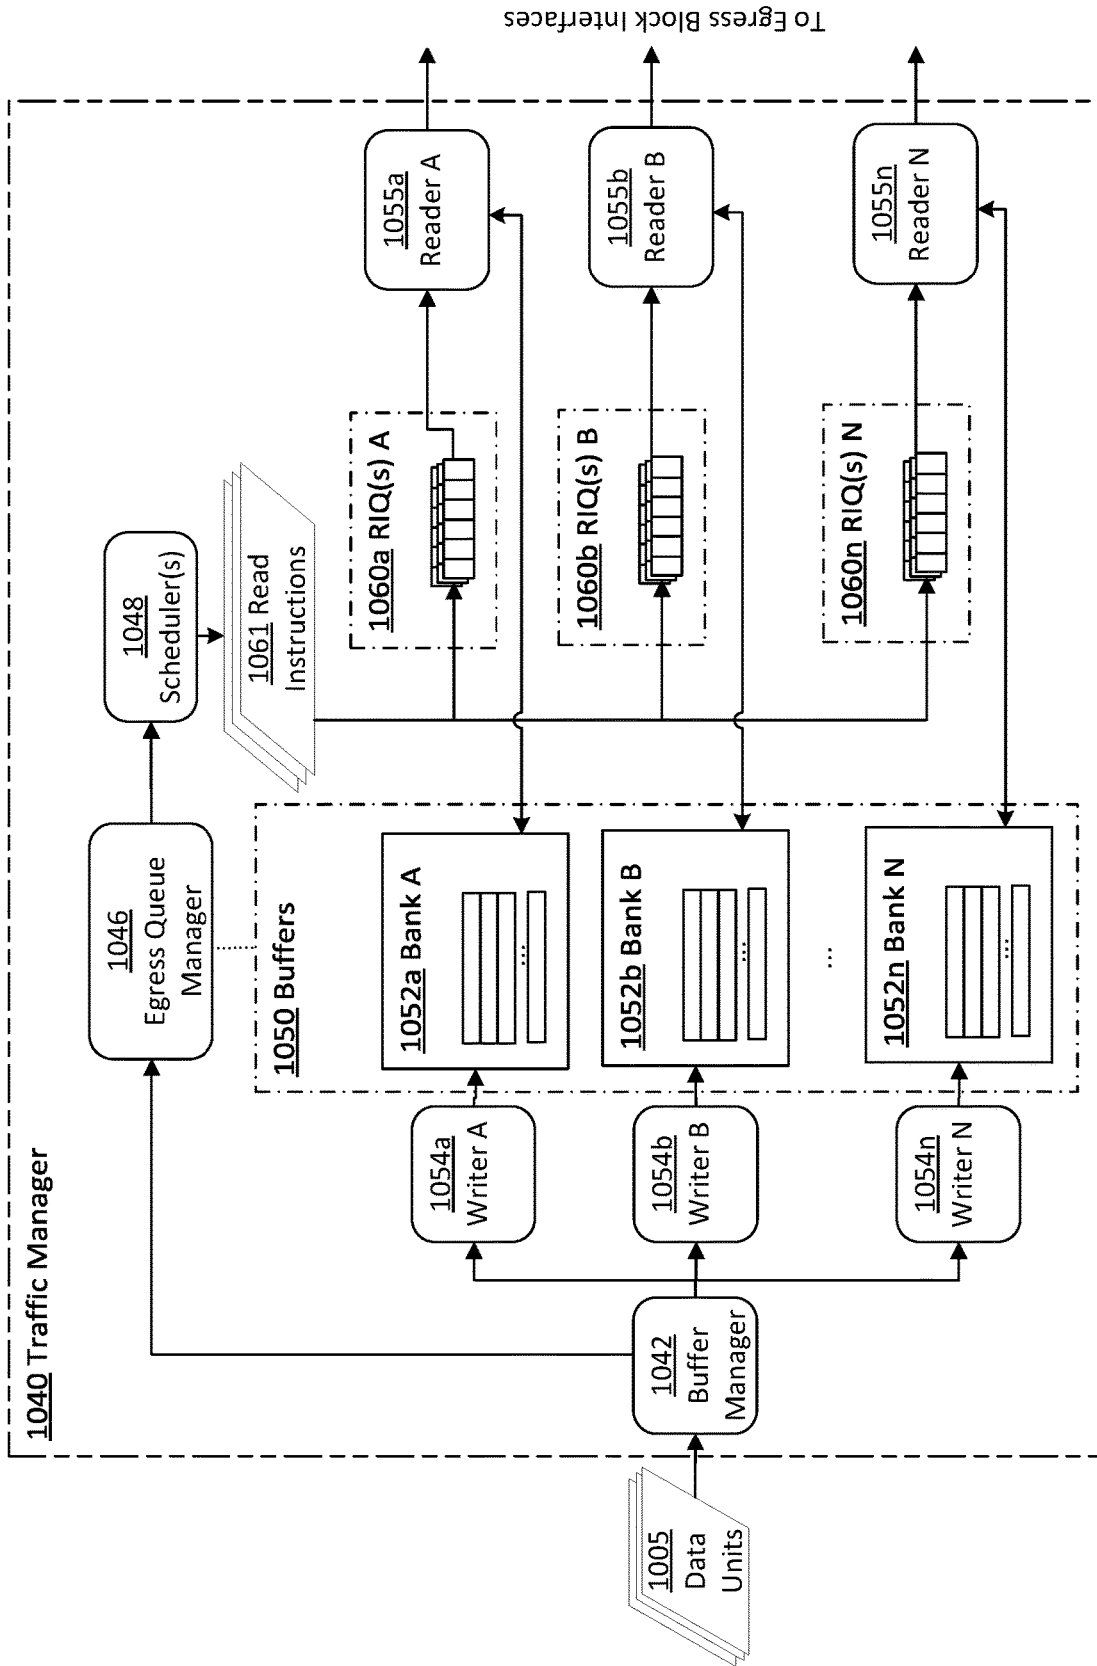 1040 Traffic Manager
1005
Data
Units
1042
Buffer
Manager
1046
Egress Queue
Manager
1048
Scheduler(s)
1061 Read
Instructions
1050 Buffers
1054a
Writer A
1052a Bank A
...
1060a RIQ(s) A
1055a
Reader A
1054b
Writer B
1052b Bank B
...
1060b RIQ(s) B
1055b
Reader B
...
1054n
Writer N
1052n Bank N
...
1060n RIQ(s) N
1055n
Reader N
To Egress Block Interfaces